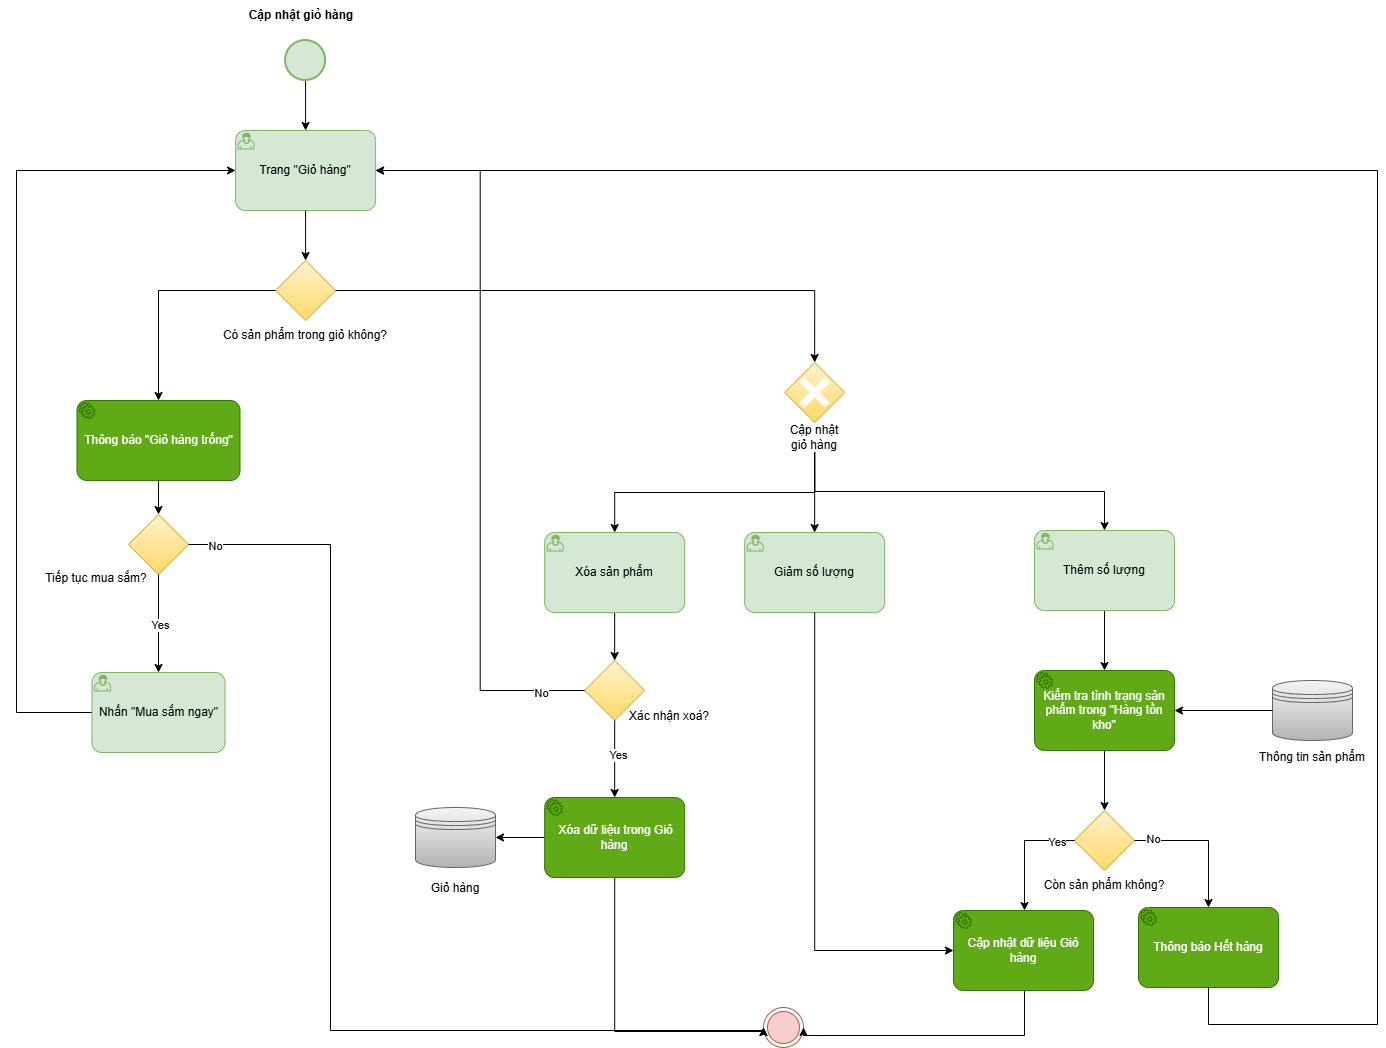 Cập nhật giỏ hàng
Trang "Giỏ hàng"
Có sản phẩm trong giỏ không?
Thông báo "Giỏ hàng trống"
Cập nhật
giỏ hàng
No
Tiếp tục mua sắm?
Yes
Nhấn "Mua sắm ngay"
Xóa sản phẩm
Giảm số lượng
Thêm số lượng
No
Xác nhận xoá?
Yes
Kiểm tra tình trạng sản
phẩm trong "Hàng tồn
kho"
Thông tin sản phẩm
Xóa dữ liệu trong Giỏ
hàng
Giỏ hàng
Yes
No
Còn sản phẩm không?
Cập nhật dữ liệu Giỏ
hàng
Thông báo Hết hàng